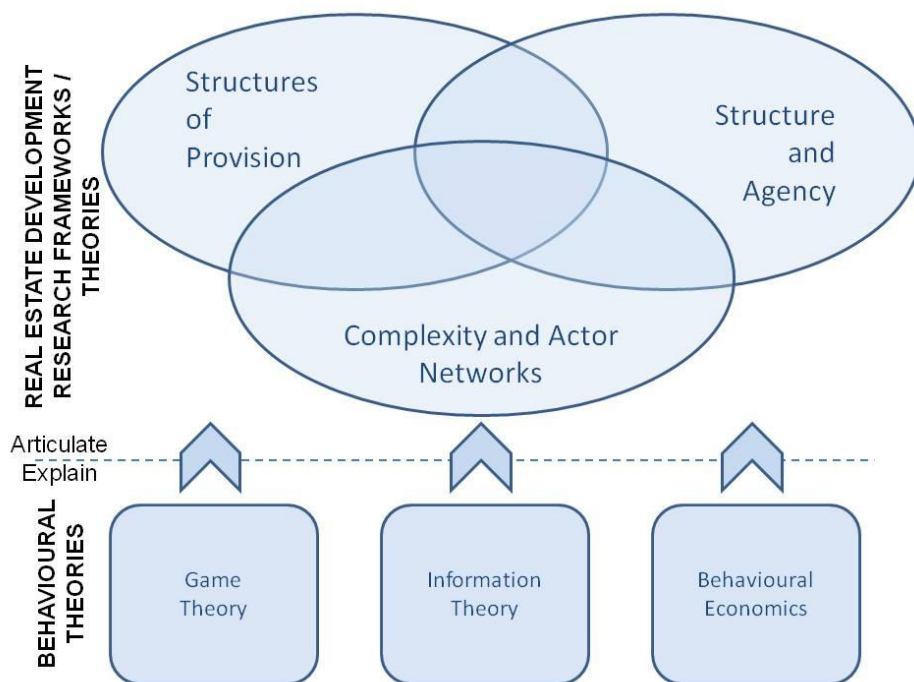 REAL ESTATE DEVELOPMENT
RESEARCH FRAMEWORKS /
THEORIES
Structures
of
Provision
Structure
and
Agency
Complexity and Actor
Networks
Articulate
Explain
BEHAVIOURAL
THEORIES
Game
Theory
Information
Theory
Behavioural
Economics